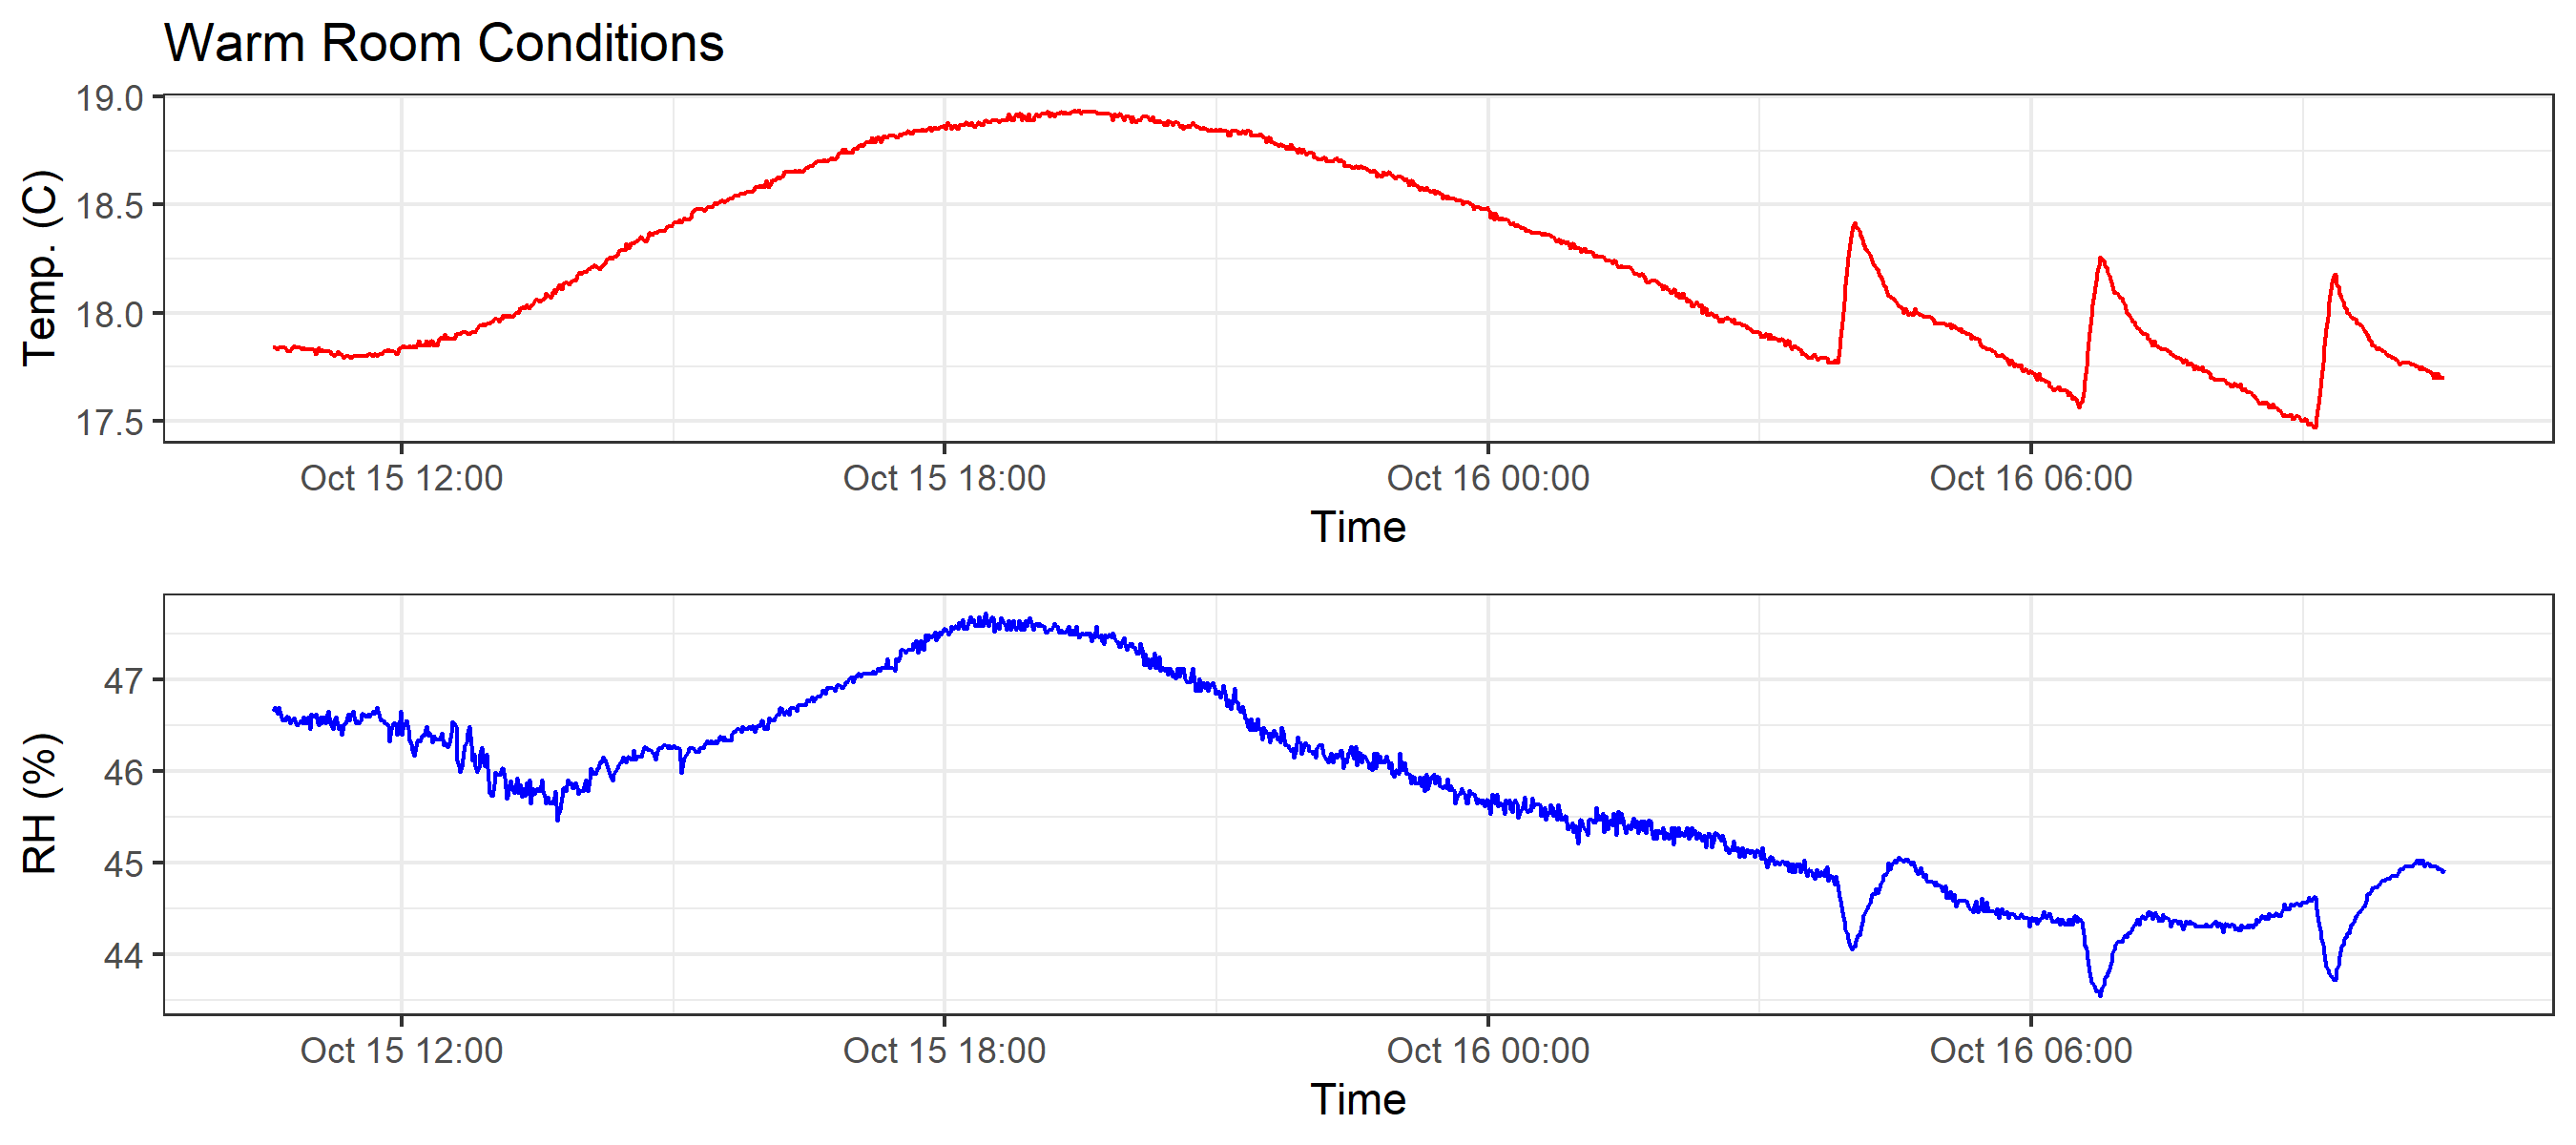 Warm Room Conditions
19.0
18.5
18.0
17.5
Temp. (C)
Oct 15 12:00 Oct 15 18:00 Oct 16 00:00 Oct 16 06:00
Time
47
46
45
44
RH (%)
Oct 15 12:00 Oct 15 18:00 Oct 16 00:00 Oct 16 06:00
Time